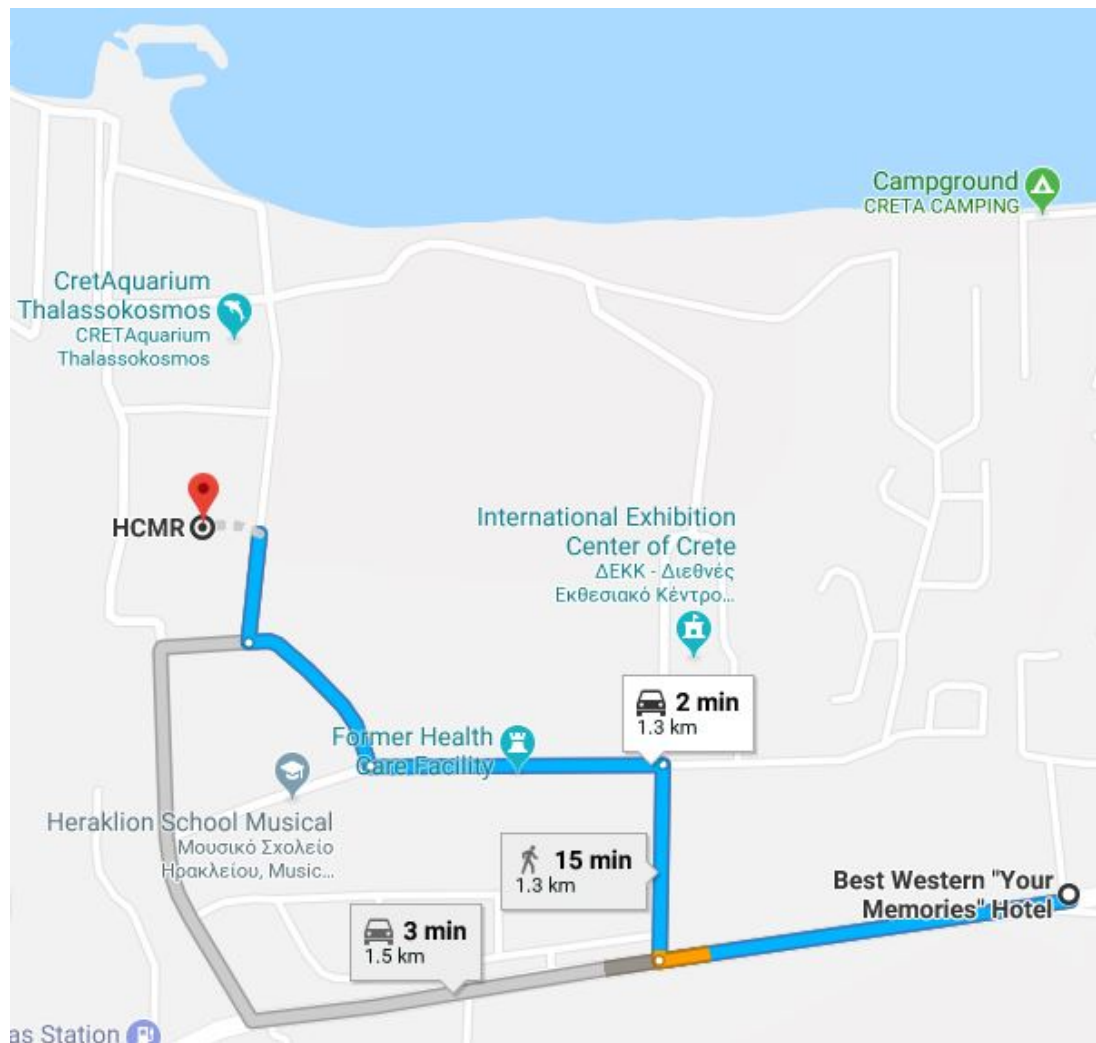 Campground
CRETA CAMPING
CretAquarium
Thalassokosmos
CRETAquarium
Thalassokosmos
HCMR
International Exhibition
Center of Crete
ΔΕΚΚ - Διεθνές
Εκθεσιακό Κέντρο...
2 min
1.3 km
Former Health
Care Facility
Heraklion School Musical
Μουσικό Σχολείο
Ηρακλείου, Music...
15 min
1.3 km
Best Western "Your
Memories" Hotel
3 min
1.5 km
as Station